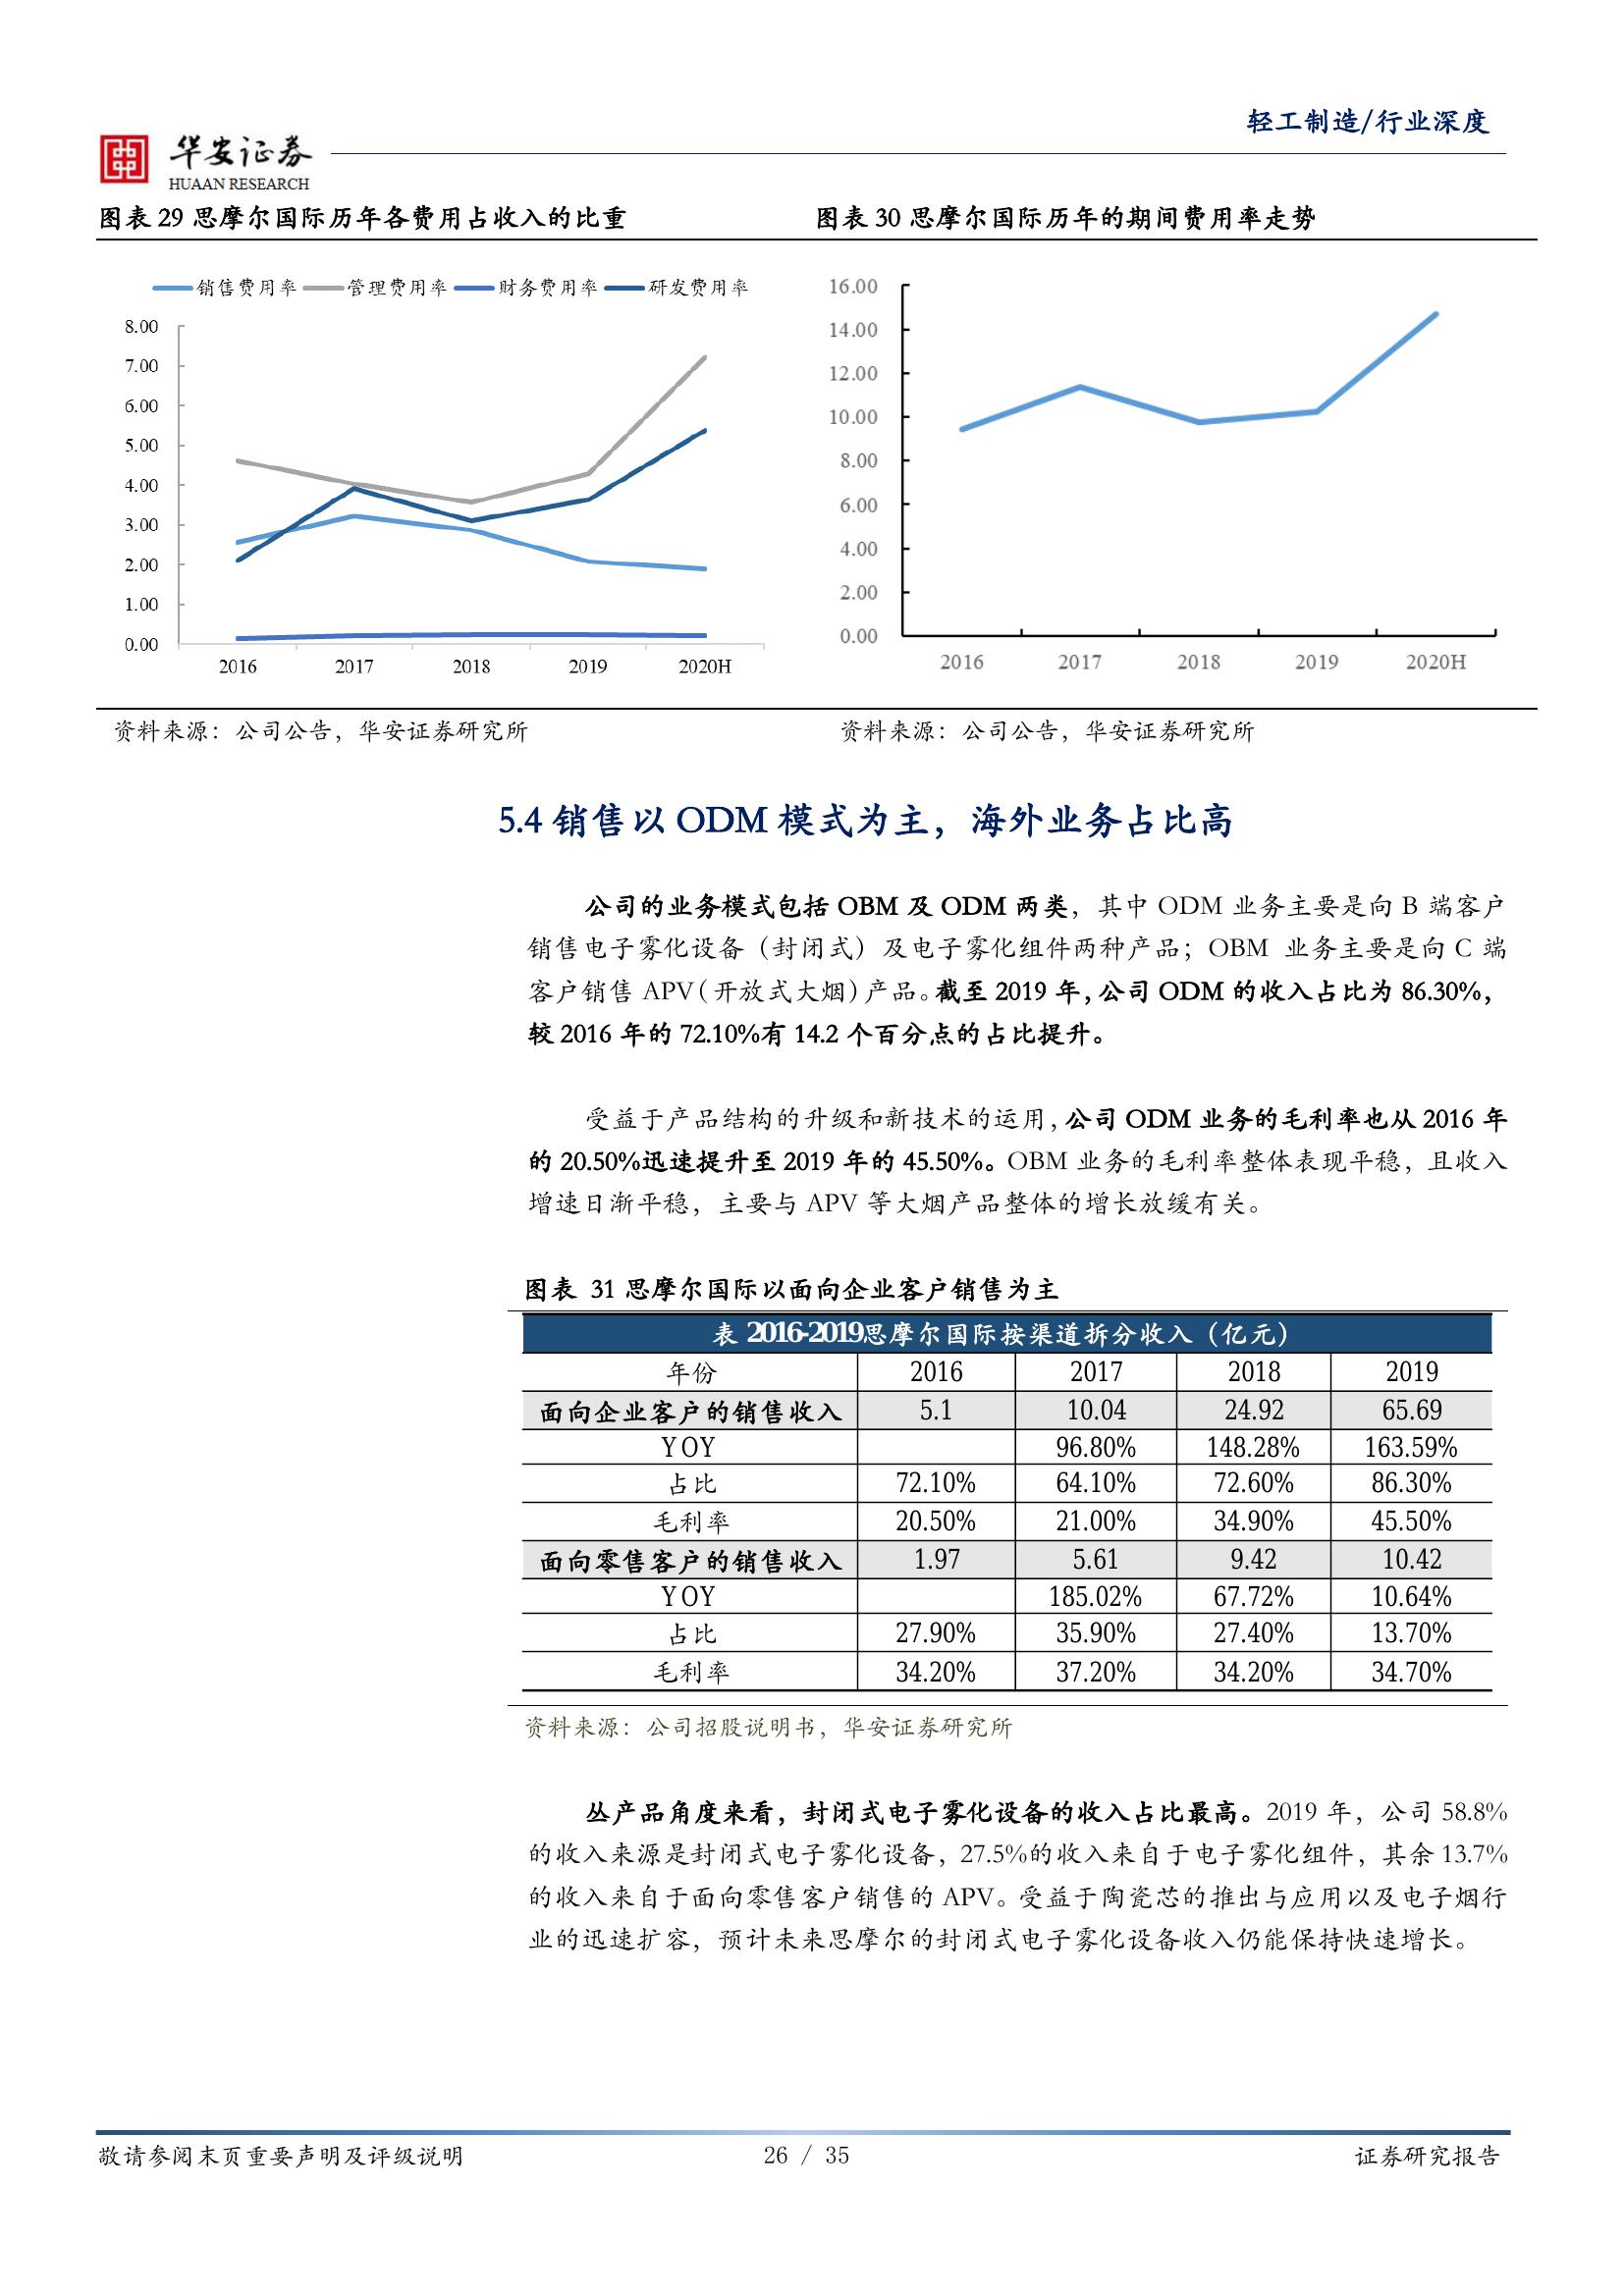 轻工制造/行业深度
华安证券
HUAAN RESEARCH
图表 29 思摩尔国际历年各费用占收入的比重
销售费用率 管理费用率 财务费用率 研发费用率
8.00
7.00
6.00
5.00
4.00
3.00
2.00
1.00
0.00
2016 2017 2018 2019 2020H
资料来源：公司公告，华安证券研究所
图表 30 思摩尔国际历年的期间费用率走势
16.00
14.00
12.00
10.00
8.00
6.00
4.00
2.00
0.00
2016 2017 2018 2019 2020H
资料来源：公司公告，华安证券研究所
5.4 销售以 ODM 模式为主，海外业务占比高
公司的业务模式包括 OBM 及 ODM 两类，其中 ODM 业务主要是向 B 端客户
销售电子雾化设备（封闭式）及电子雾化组件两种产品；OBM 业务主要是向 C 端
客户销售 APV（开放式大烟）产品。截至 2019 年，公司 ODM 的收入占比为 86.30%，
较 2016 年的 72.10%有 14.2 个百分点的占比提升。
受益于产品结构的升级和新技术的运用，公司 ODM 业务的毛利率也从 2016 年
的 20.50%迅速提升至 2019 年的 45.50%。OBM 业务的毛利率整体表现平稳，且收入
增速日渐平稳，主要与 APV 等大烟产品整体的增长放缓有关。
图表 31 思摩尔国际以面向企业客户销售为主
表 2016-2019思摩尔国际按渠道拆分收入（亿元）
年份 2016 2017 2018 2019
面向企业客户的销售收入 5.1 10.04 24.92 65.69
YOY 96.80% 148.28% 163.59%
占比 72.10% 64.10% 72.60% 86.30%
毛利率 20.50% 21.00% 34.90% 45.50%
面向零售客户的销售收入 1.97 5.61 9.42 10.42
YOY 185.02% 67.72% 10.64%
占比 27.90% 35.90% 27.40% 13.70%
毛利率 34.20% 37.20% 34.20% 34.70%
资料来源：公司招股说明书，华安证券研究所
丛产品角度来看，封闭式电子雾化设备的收入占比最高。2019 年，公司 58.8%
的收入来源是封闭式电子雾化设备，27.5%的收入来自于电子雾化组件，其余 13.7%
的收入来自于面向零售客户销售的 APV。受益于陶瓷芯的推出与应用以及电子烟行
业的迅速扩容，预计未来思摩尔的封闭式电子雾化设备收入仍能保持快速增长。
敬请参阅末页重要声明及评级说明 26 / 35 证券研究报告